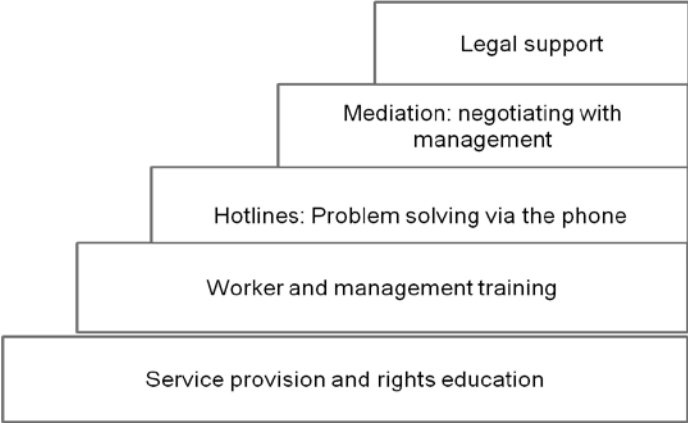 Legal support
Mediation: negotiating with
management
Hotlines: Problem solving via the phone
Worker and management training
Service provision and rights education